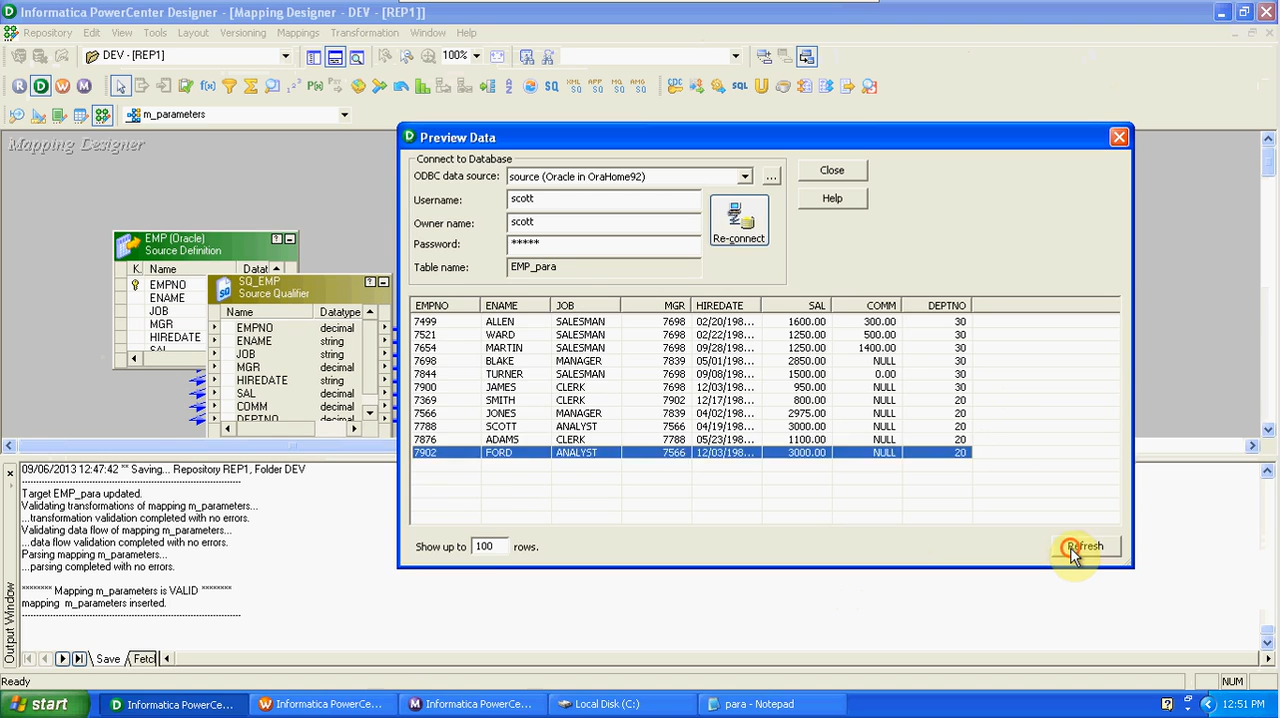 Informatica PowerCenter Designer - [Mapping Designer - DEV - [REP1]]
Repository Edit View Tools Layout Versioning Mappings Transformation Window Help
DEV - [REP1] 100%
m_parameters
Mapping Designer
EMP (Oracle)
Source Definition
K. Name Datat
EMPNO
ENAME
JOB
MGR
HIREDATE
SQ_EMP
Source Qualifier
Name Datatype
EMPNO decimal
ENAME string
JOB string
MGR decimal
HIREDATE string
SAL decimal
COMM decimal
DEPTNO decimal
Preview Data
Connect to Database
ODBC data source: source (Oracle in OraHome92) ... Close
Username: scott Help
Owner name: scott
Password: *****
Re-connect
Table name: EMP_para
EMPNO ENAME JOB MGR HIREDATE SAL COMM DEPTNO
7499 ALLEN SALESMAN 7698 02/20/198... 1600.00 300.00 30
7521 WARD SALESMAN 7698 02/22/198... 1250.00 500.00 30
7654 MARTIN SALESMAN 7698 09/28/198... 1250.00 1400.00 30
7698 BLAKE MANAGER 7839 05/01/198... 2850.00 NULL 30
7844 TURNER SALESMAN 7698 09/08/198... 1500.00 0.00 30
7900 JAMES CLERK 7698 12/03/198... 950.00 NULL 30
7369 SMITH CLERK 7902 12/17/198... 800.00 NULL 20
7566 JONES MANAGER 7839 04/02/198... 2975.00 NULL 20
7788 SCOTT ANALYST 7566 04/19/198... 3000.00 NULL 20
7876 ADAMS CLERK 7788 05/23/198... 1100.00 NULL 20
7902 FORD ANALYST 7566 12/03/198... 3000.00 NULL 20
Show up to 100 rows. Refresh
09/06/2013 12:47:42 ** Saving... Repository REP1, Folder DEV
Target EMP_para updated.
Validating transformations of mapping m_parameters...
...transformation validation completed with no errors.
Validating data flow of mapping m_parameters...
...data flow validation completed with no errors.
Parsing mapping m_parameters...
...parsing completed with no errors.
******** Mapping m_parameters is VALID ********
mapping m_parameters inserted.
Output Window
Save Fetcl
Ready NUM
start Informatica PowerCe... Informatica PowerCe... Informatica PowerCe... Local Disk (C:) para - Notepad 12:51 PM